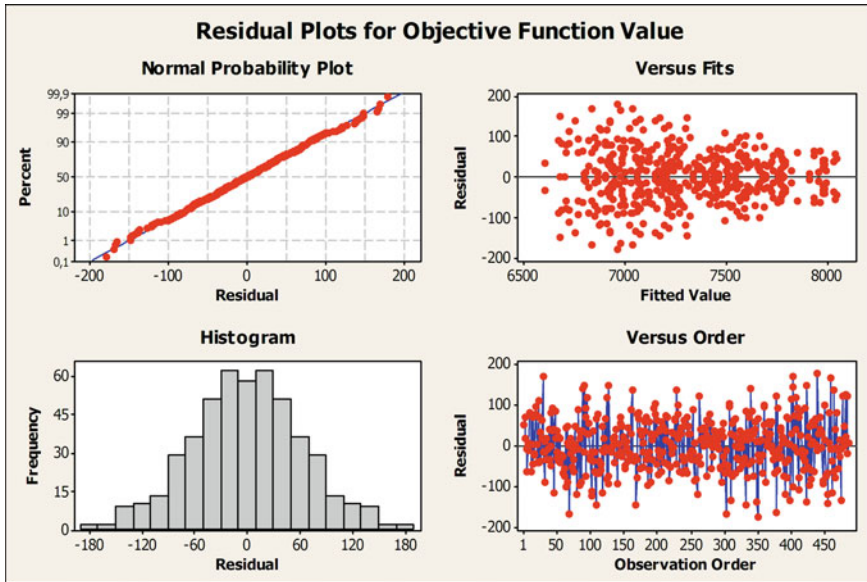 Residual Plots for Objective Function Value
Normal Probability Plot
99,9
99
90
50
10
1
0,1
Percent
-200 -100 0 100 200
Residual
Versus Fits
200
100
0
-100
-200
Residual
6500 7000 7500 8000
Fitted Value
Histogram
60
45
30
15
0
Frequency
-180 -120 -60 0 60 120 180
Residual
Versus Order
200
100
0
-100
-200
Residual
1 50 100 150 200 250 300 350 400 450
Observation Order